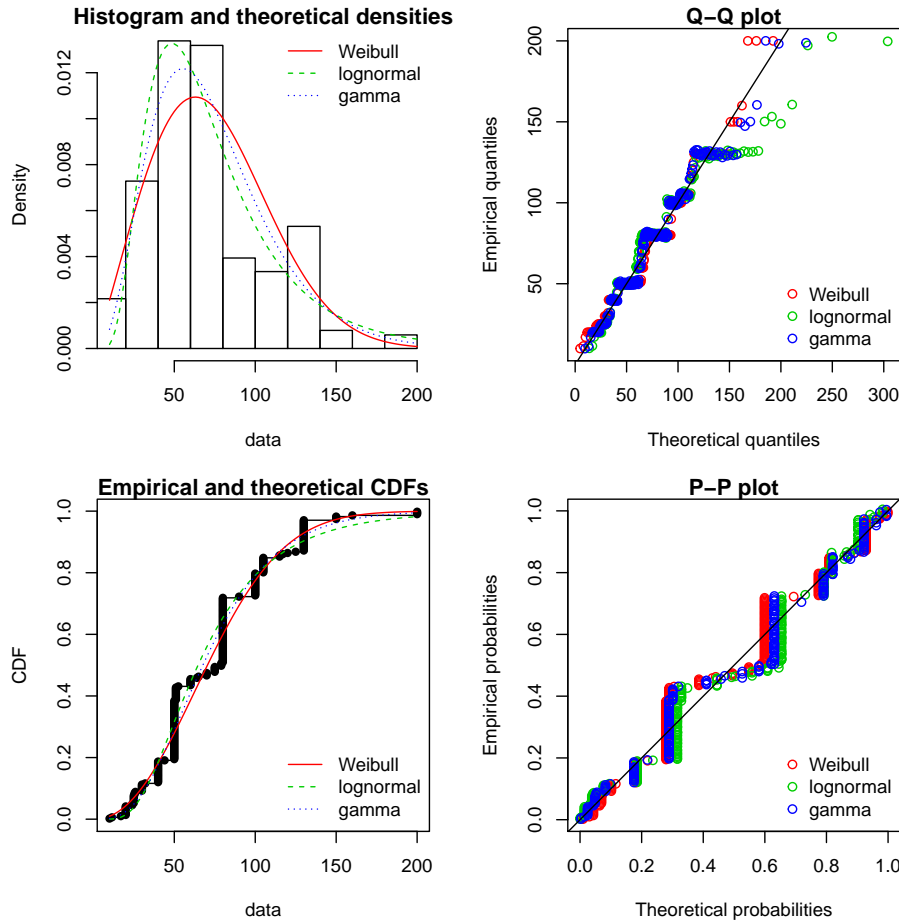 Histogram and theoretical densities
Density
0.000
0.004
0.008
0.012
Weibull
lognormal
gamma
50
100
150
200
data
Q−Q plot
Empirical quantiles
50
100
150
200
Weibull
lognormal
gamma
0
50
100
150
200
250
300
Theoretical quantiles
Empirical and theoretical CDFs
CDF
0.0
0.2
0.4
0.6
0.8
1.0
Weibull
lognormal
gamma
50
100
150
200
data
P−P plot
Empirical probabilities
0.0
0.2
0.4
0.6
0.8
1.0
Weibull
lognormal
gamma
0.0
0.2
0.4
0.6
0.8
1.0
Theoretical probabilities